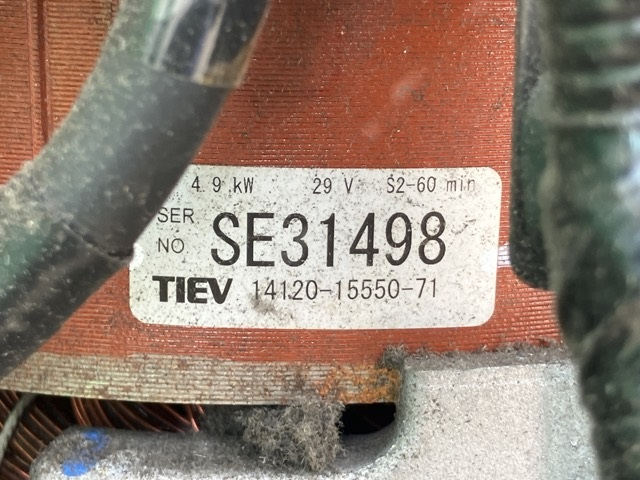 4.9 kW 29 V S2-60 min
SER
NO SE31498
TIEV 14120-15550-71